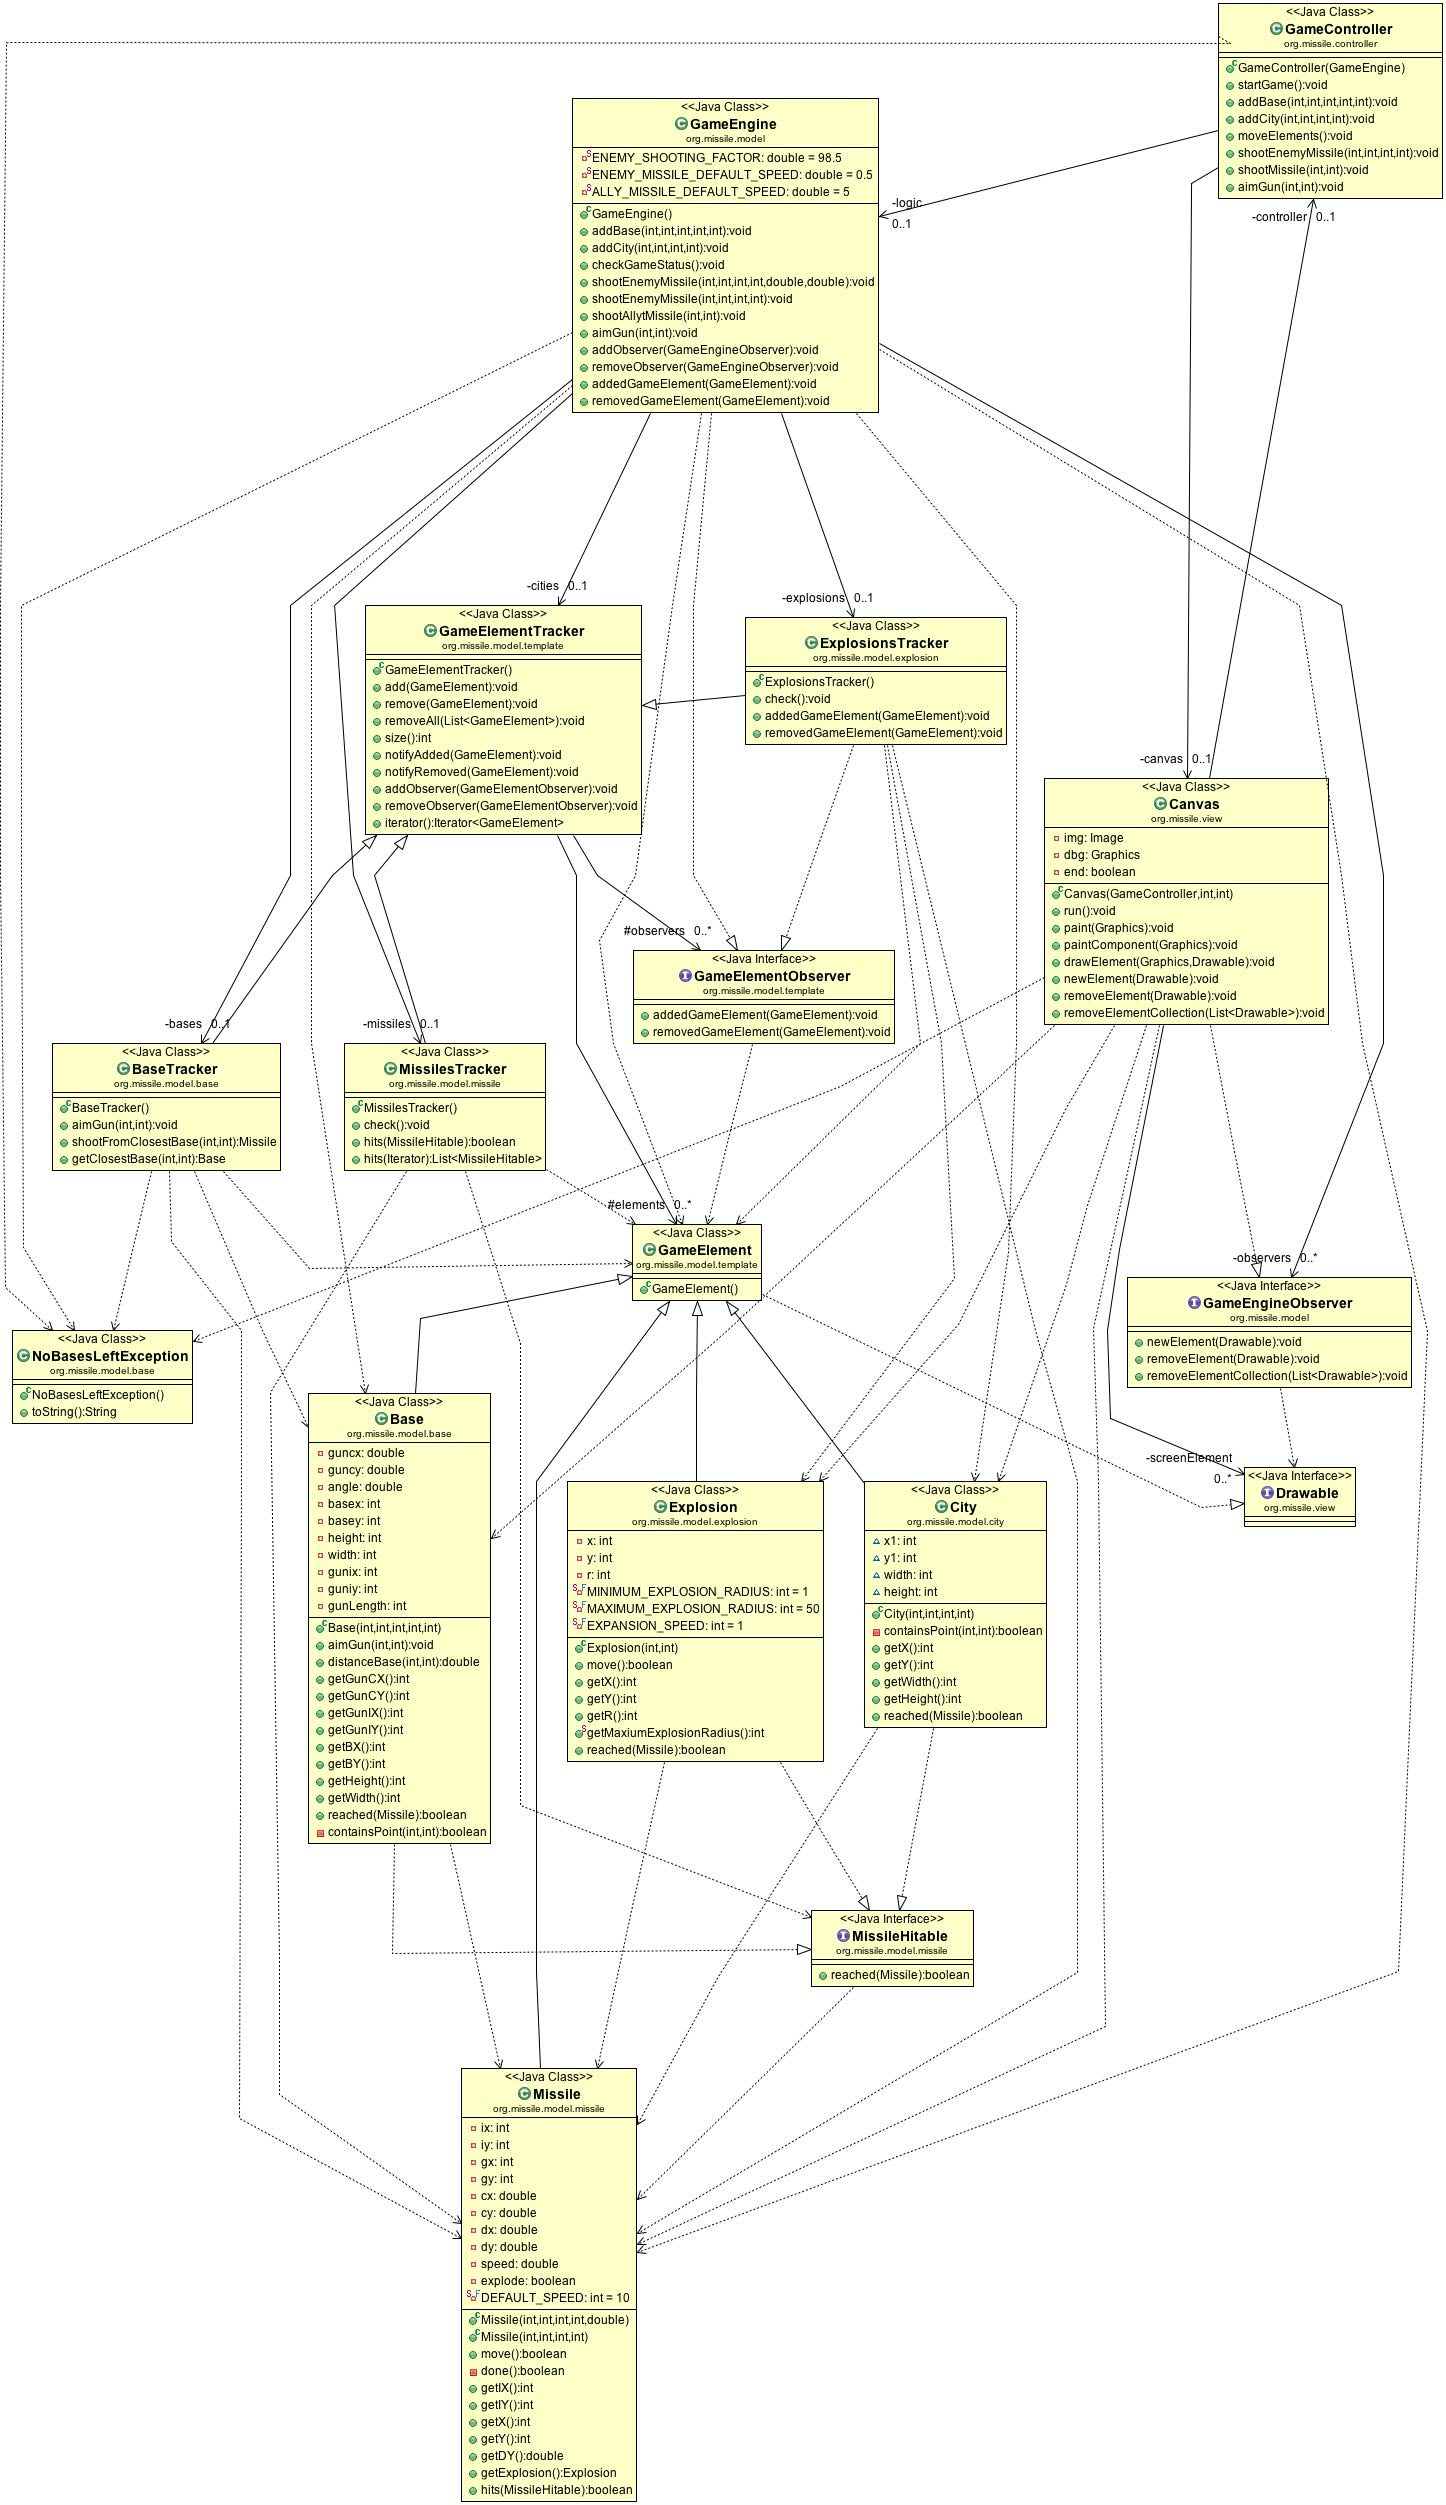 <<Java Class>>
GameController
org.missile.controller
GameController(GameEngine)
startGame():void
addBase(int,int,int,int,int):void
addCity(int,int,int,int):void
moveElements():void
shootEnemyMissile(int,int,int,int):void
shootMissile(int,int):void
aimGun(int,int):void
<<Java Class>>
GameEngine
org.missile.model
ENEMY_SHOOTING_FACTOR: double = 98.5
ENEMY_MISSILE_DEFAULT_SPEED: double = 0.5
ALLY_MISSILE_DEFAULT_SPEED: double = 5
GameEngine()
addBase(int,int,int,int,int):void
addCity(int,int,int,int):void
checkGameStatus():void
shootEnemyMissile(int,int,int,int,double,double):void
shootEnemyMissile(int,int,int,int):void
shootAllytMissile(int,int):void
aimGun(int,int):void
addObserver(GameEngineObserver):void
removeObserver(GameEngineObserver):void
addedGameElement(GameElement):void
removedGameElement(GameElement):void
-logic
0..1
-controller 0..1
-cities 0..1
-explosions 0..1
<<Java Class>>
GameElementTracker
org.missile.model.template
GameElementTracker()
add(GameElement):void
remove(GameElement):void
removeAll(List<GameElement>):void
size():int
notifyAdded(GameElement):void
notifyRemoved(GameElement):void
addObserver(GameElementObserver):void
removeObserver(GameElementObserver):void
iterator():Iterator<GameElement>
<<Java Class>>
ExplosionsTracker
org.missile.model.explosion
ExplosionsTracker()
check():void
addedGameElement(GameElement):void
removedGameElement(GameElement):void
-canvas 0..1
<<Java Class>>
Canvas
org.missile.view
img: Image
dbg: Graphics
end: boolean
Canvas(GameController,int,int)
run():void
paint(Graphics):void
paintComponent(Graphics):void
drawElement(Graphics,Drawable):void
newElement(Drawable):void
removeElement(Drawable):void
removeElementCollection(List<Drawable>):void
#observers 0..*
<<Java Interface>>
GameElementObserver
org.missile.model.template
addedGameElement(GameElement):void
removedGameElement(GameElement):void
-bases 0..1
-missiles 0..1
<<Java Class>>
BaseTracker
org.missile.model.base
BaseTracker()
aimGun(int,int):void
shootFromClosestBase(int,int):Missile
getClosestBase(int,int):Base
<<Java Class>>
MissilesTracker
org.missile.model.missile
MissilesTracker()
check():void
hits(MissileHitable):boolean
hits(Iterator):List<MissileHitable>
#elements 0..*
<<Java Class>>
GameElement
org.missile.model.template
GameElement()
-observers 0..*
<<Java Interface>>
GameEngineObserver
org.missile.model
newElement(Drawable):void
removeElement(Drawable):void
removeElementCollection(List<Drawable>):void
<<Java Class>>
NoBasesLeftException
org.missile.model.base
NoBasesLeftException()
toString():String
<<Java Class>>
Base
org.missile.model.base
guncx: double
guncy: double
angle: double
basex: int
basey: int
height: int
width: int
gunix: int
guniy: int
gunLength: int
Base(int,int,int,int,int)
aimGun(int,int):void
distanceBase(int,int):double
getGunCX():int
getGunCY():int
getGunIX():int
getGunIY():int
getBX():int
getBY():int
getHeight():int
getWidth():int
reached(Missile):boolean
containsPoint(int,int):boolean
-screenElement
0..*
<<Java Interface>>
Drawable
org.missile.view
<<Java Class>>
Explosion
org.missile.model.explosion
x: int
y: int
r: int
MINIMUM_EXPLOSION_RADIUS: int = 1
MAXIMUM_EXPLOSION_RADIUS: int = 50
EXPANSION_SPEED: int = 1
Explosion(int,int)
move():boolean
getX():int
getY():int
getR():int
getMaxiumExplosionRadius():int
reached(Missile):boolean
<<Java Class>>
City
org.missile.model.city
x1: int
y1: int
width: int
height: int
City(int,int,int,int)
containsPoint(int,int):boolean
getX():int
getY():int
getWidth():int
getHeight():int
reached(Missile):boolean
<<Java Interface>>
MissileHitable
org.missile.model.missile
reached(Missile):boolean
<<Java Class>>
Missile
org.missile.model.missile
ix: int
iy: int
gx: int
gy: int
cx: double
cy: double
dx: double
dy: double
speed: double
explode: boolean
DEFAULT_SPEED: int = 10
Missile(int,int,int,int,double)
Missile(int,int,int,int)
move():boolean
done():boolean
getIX():int
getIY():int
getX():int
getY():int
getDY():double
getExplosion():Explosion
hits(MissileHitable):boolean